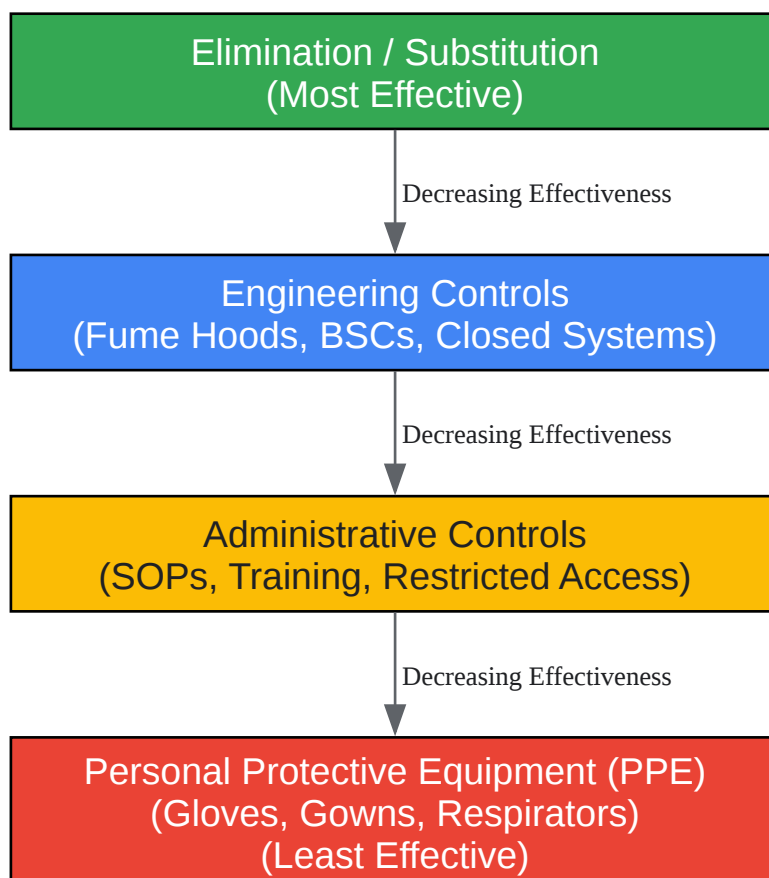 Elimination / Substitution
(Most Effective)
Decreasing Effectiveness
Engineering Controls
(Fume Hoods, BSCs, Closed Systems)
Decreasing Effectiveness
Administrative Controls
(SOPs, Training, Restricted Access)
Decreasing Effectiveness
Personal Protective Equipment (PPE)
(Gloves, Gowns, Respirators)
(Least Effective)